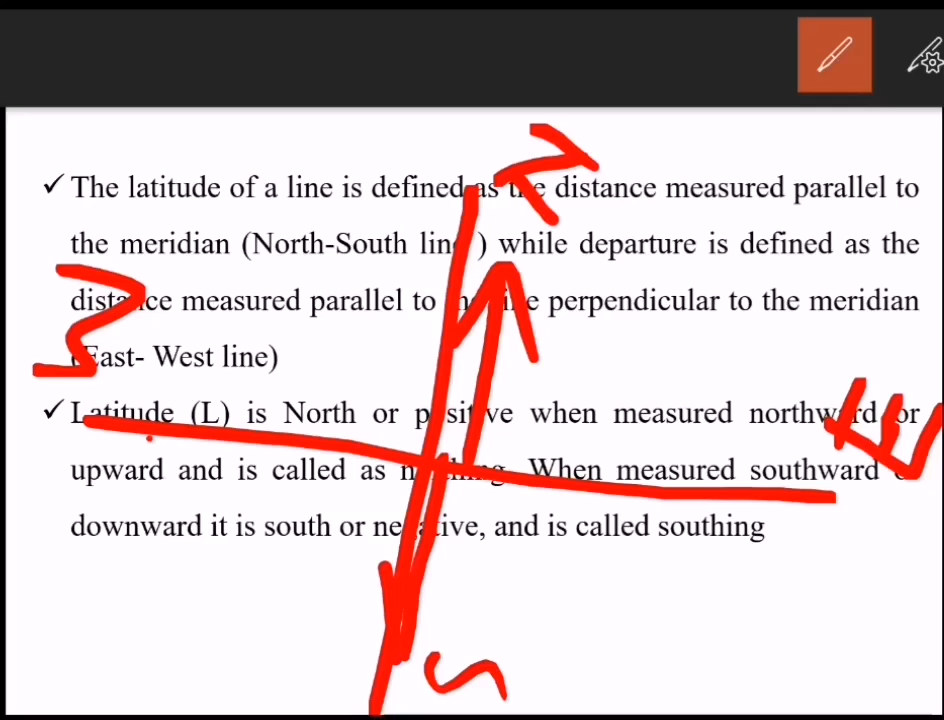 ✓ The latitude of a line is defined as the distance measured parallel to
the meridian (North-South line ) while departure is defined as the
distance measured parallel to the line perpendicular to the meridian
(East- West line)
✓ Latitude (L) is North or positive when measured northward or
upward and is called as northing. When measured southward or
downward it is south or negative, and is called southing
N
W
E
S